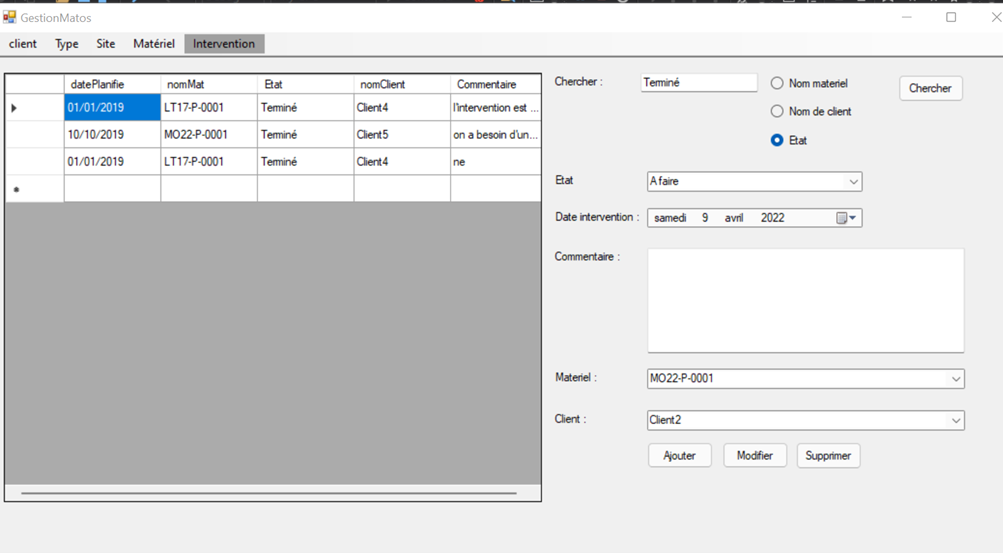 GestionMatos
client Type Site Matériel Intervention
datePlanifie nomMat Etat nomClient Commentaire
01/01/2019 LT17-P-0001 Terminé Client4 l'intervention est ...
10/10/2019 MO22-P-0001 Terminé Client5 on a besoin d'un...
01/01/2019 LT17-P-0001 Terminé Client4 ne
Chercher : Terminé Nom materiel Chercher
Nom de client
Etat
Etat A faire
Date intervention : samedi 9 avril 2022
Commentaire :
Materiel : MO22-P-0001
Client : Client2
Ajouter Modifier Supprimer